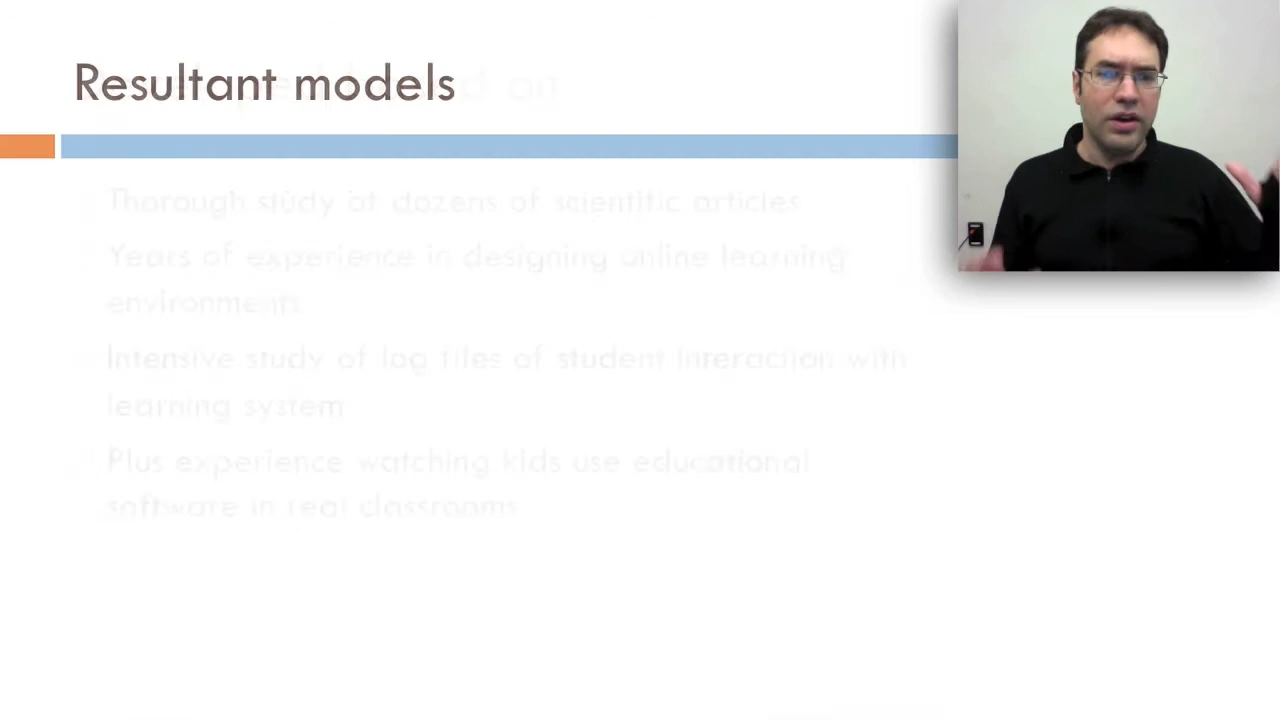 Resultant models
Thorough study of dozens of scientific articles
Years of experience in designing online learning
environments
Intensive study of log files of student interaction with
learning system
Plus experience watching kids use educational
software in real classrooms